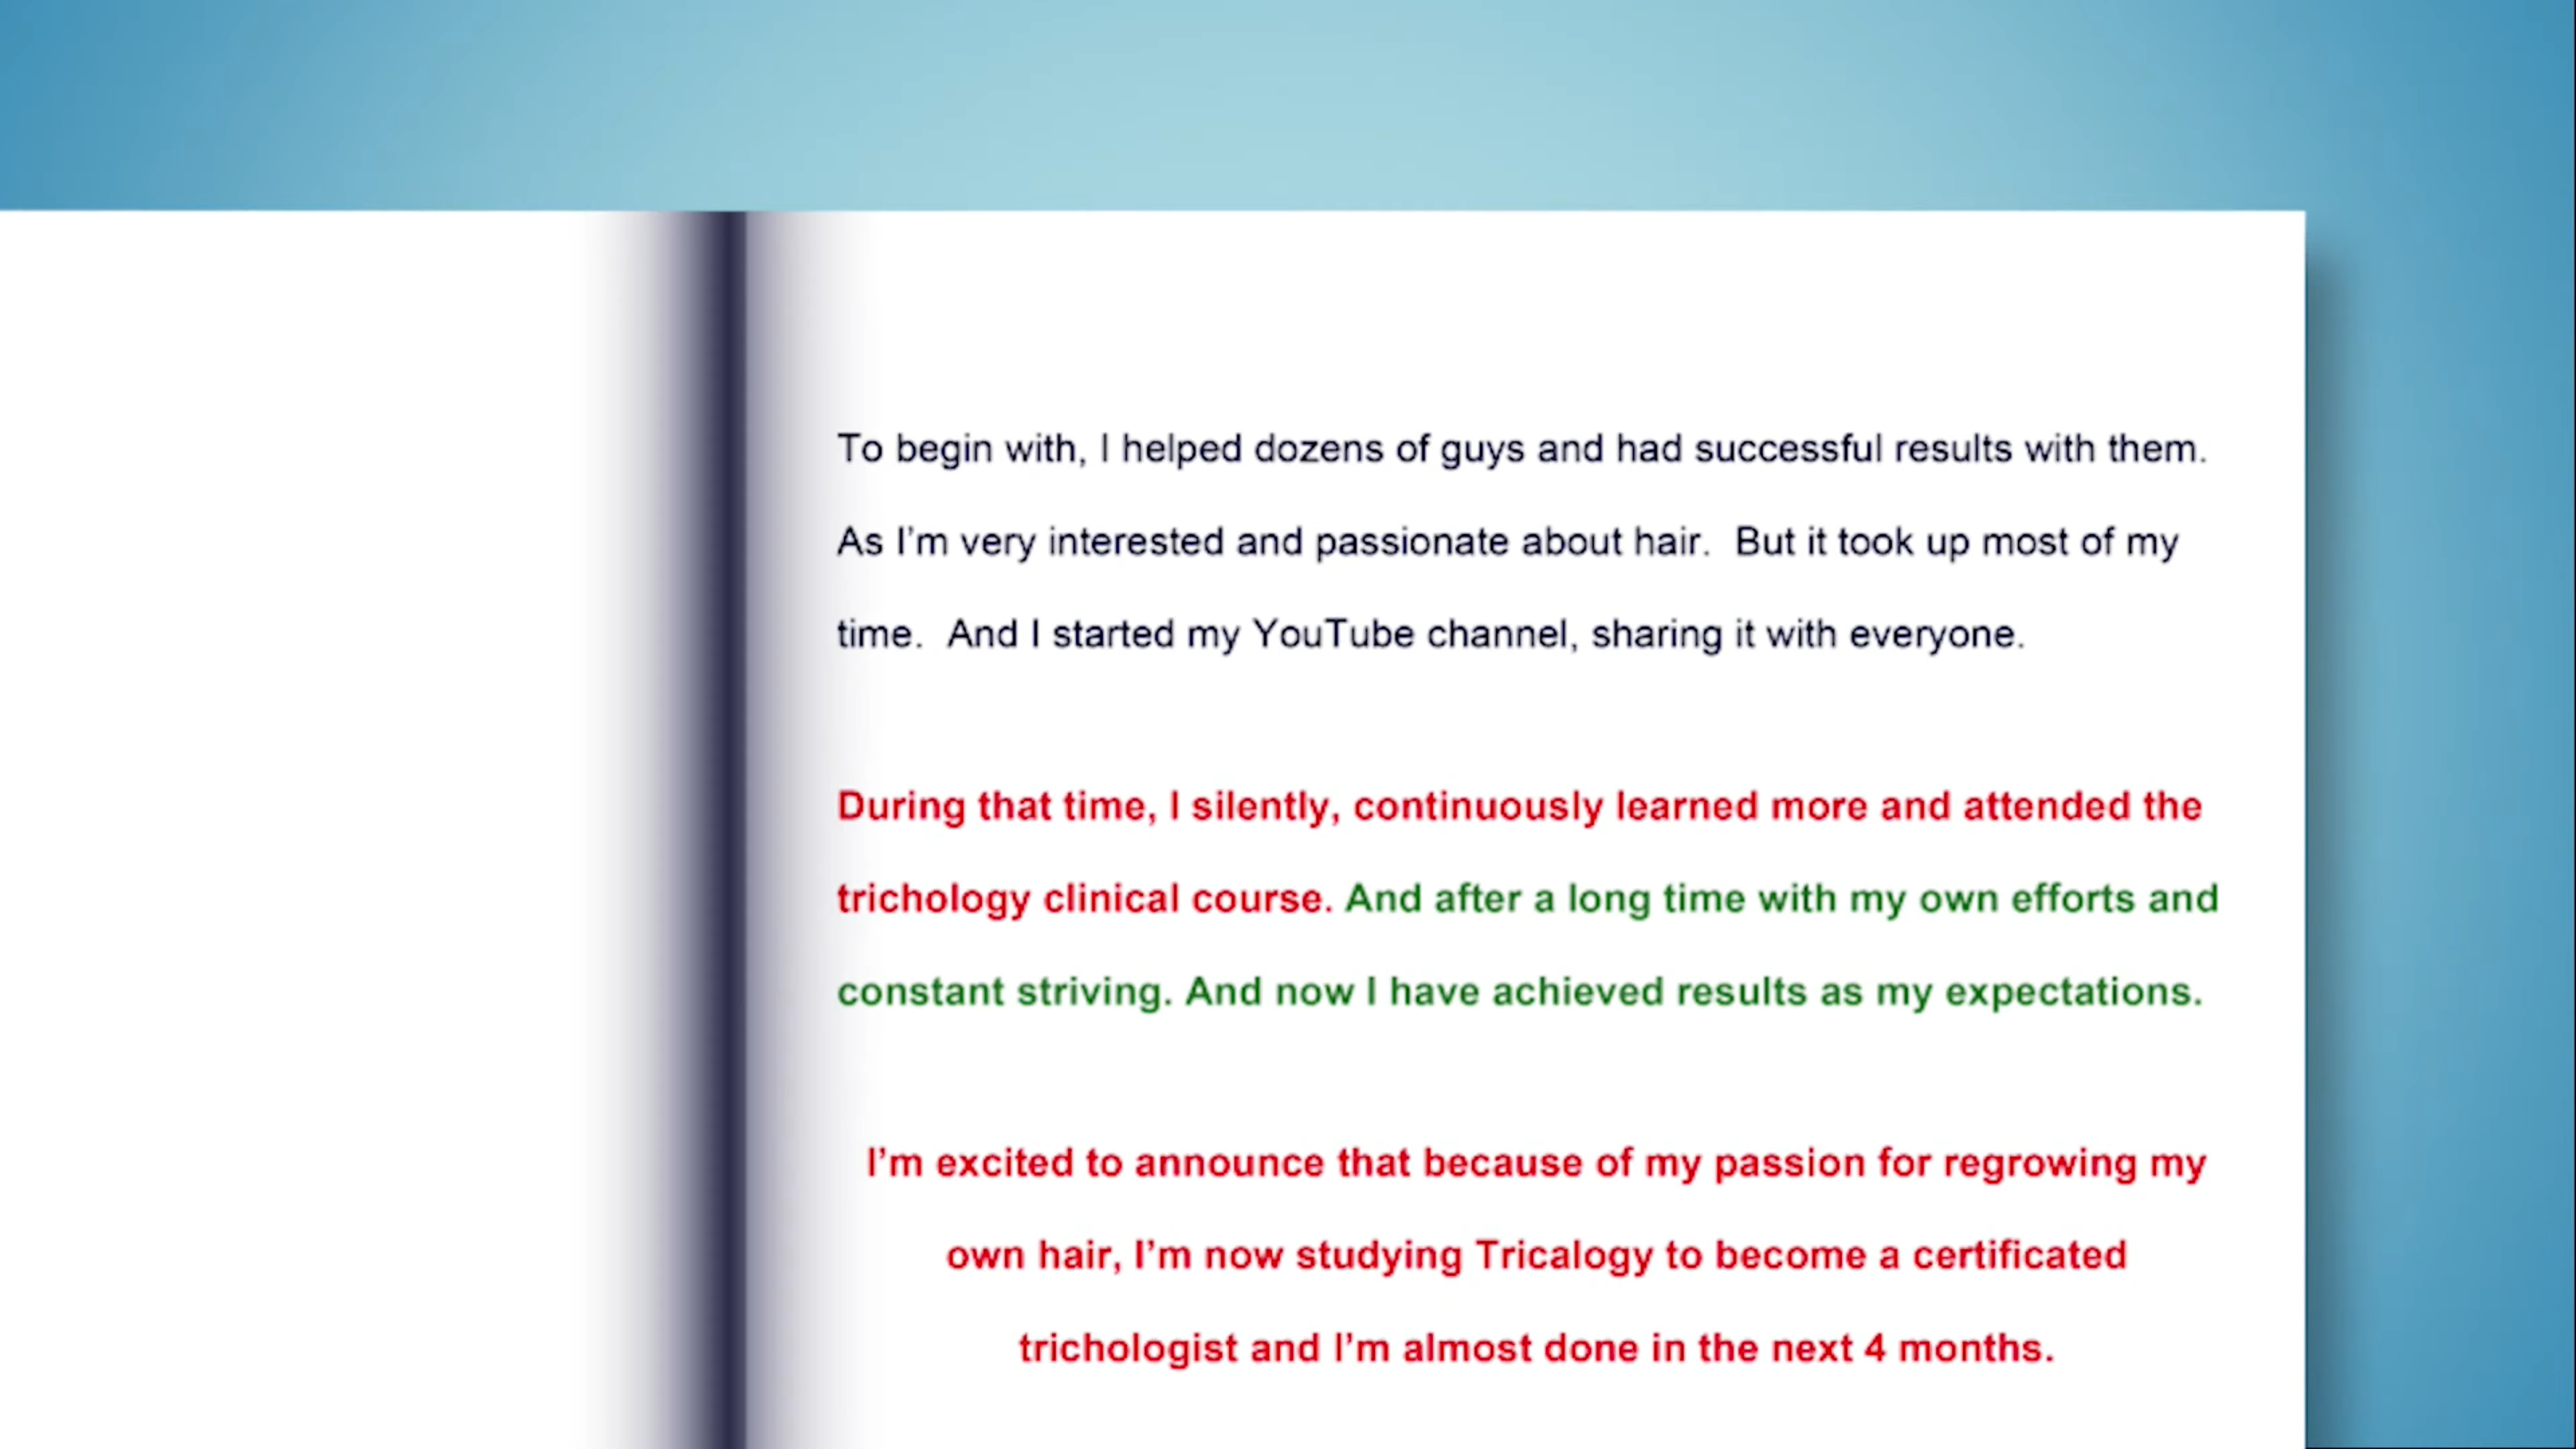 To begin with, I helped dozens of guys and had successful results with them.
As I’m very interested and passionate about hair.  But it took up most of my
time.  And I started my YouTube channel, sharing it with everyone.
During that time, I silently, continuously learned more and attended the
trichology clinical course. And after a long time with my own efforts and
constant striving. And now I have achieved results as my expectations.
I’m excited to announce that because of my passion for regrowing my
own hair, I’m now studying Tricalogy to become a certificated
trichologist and I’m almost done in the next 4 months.